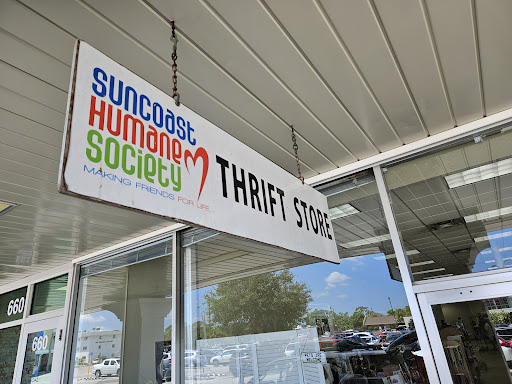 Suncoast
Humane
Society
MAKING FRIENDS FOR LIFE
THRIFT STORE
660
660